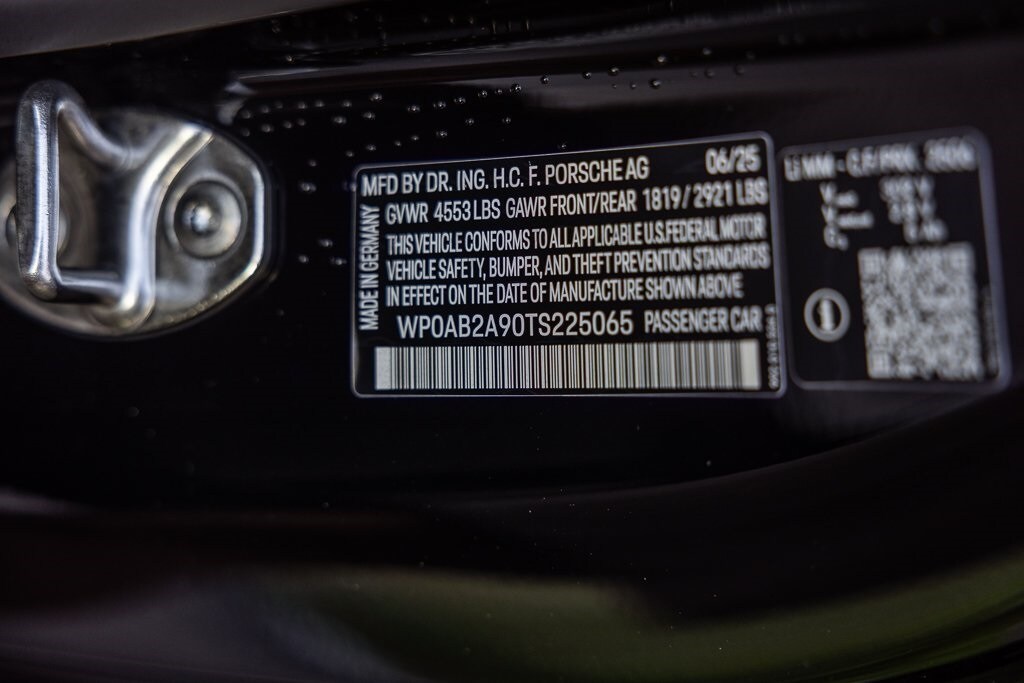 MFD BY DR. ING. H.C. F. PORSCHE AG 06/25
GVWR 4553 LBS GAWR FRONT/REAR 1819 / 2921 LBS
THIS VEHICLE CONFORMS TO ALL APPLICABLE U.S. FEDERAL MOTOR
VEHICLE SAFETY, BUMPER, AND THEFT PREVENTION STANDARDS
IN EFFECT ON THE DATE OF MANUFACTURE SHOWN ABOVE
WP0AB2A90TS225065 PASSENGER CAR
MADE IN GERMANY